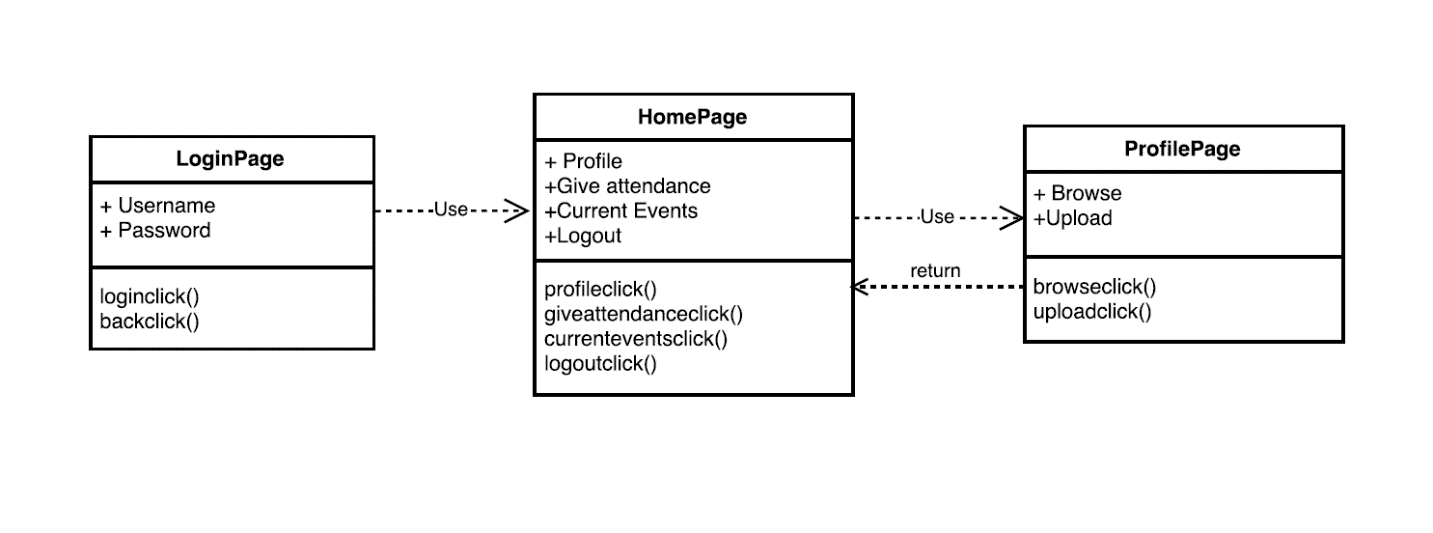 LoginPage
+ Username
+ Password
loginclick()
backclick()
Use
HomePage
+ Profile
+Give attendance
+Current Events
+Logout
profileclick()
giveattendanceclick()
currenteventsclick()
logoutclick()
Use
return
ProfilePage
+ Browse
+Upload
browseclick()
uploadclick()